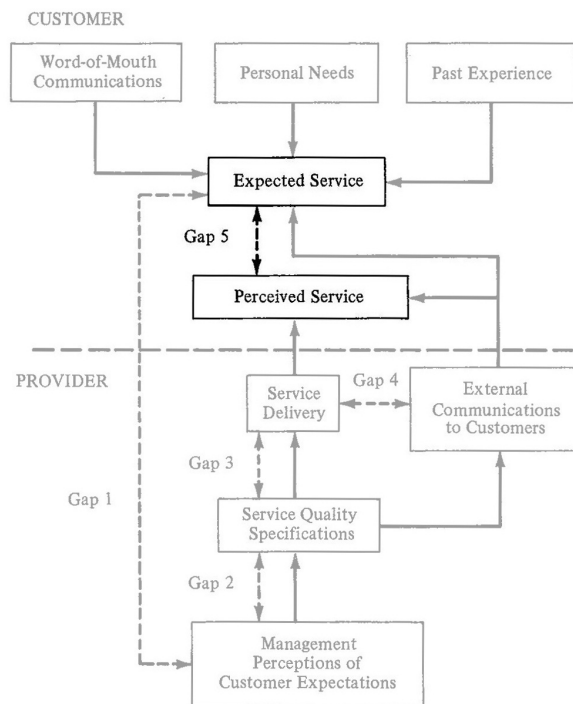 CUSTOMER
Word-of-Mouth
Communications
Personal Needs
Past Experience
Expected Service
Gap 5
Perceived Service
PROVIDER
Service
Delivery
Gap 4
External
Communications
to Customers
Gap 3
Gap 1
Service Quality
Specifications
Gap 2
Management
Perceptions of
Customer Expectations